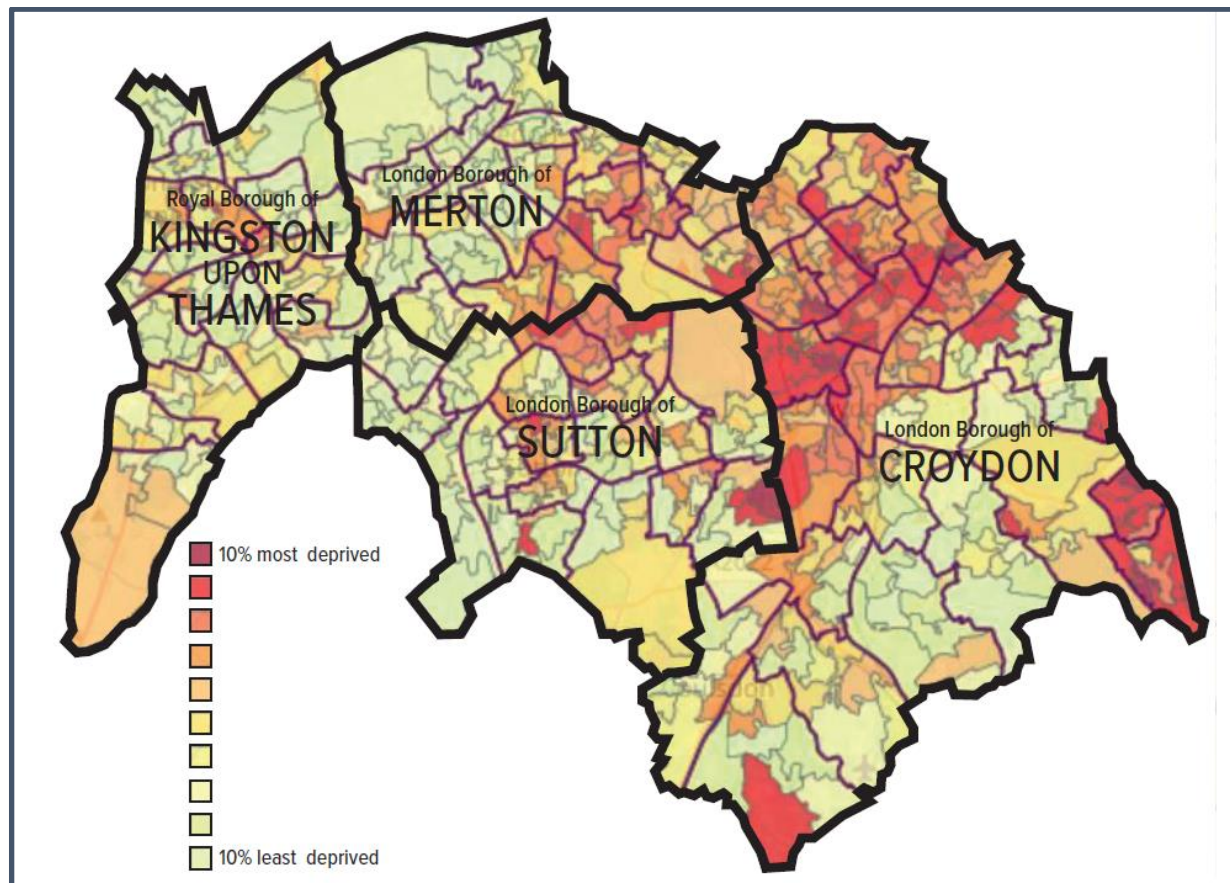 Royal Borough of
KINGSTON
UPON
THAMES
London Borough of
MERTON
London Borough of
SUTTON
London Borough of
CROYDON
10% most deprived
10% least deprived